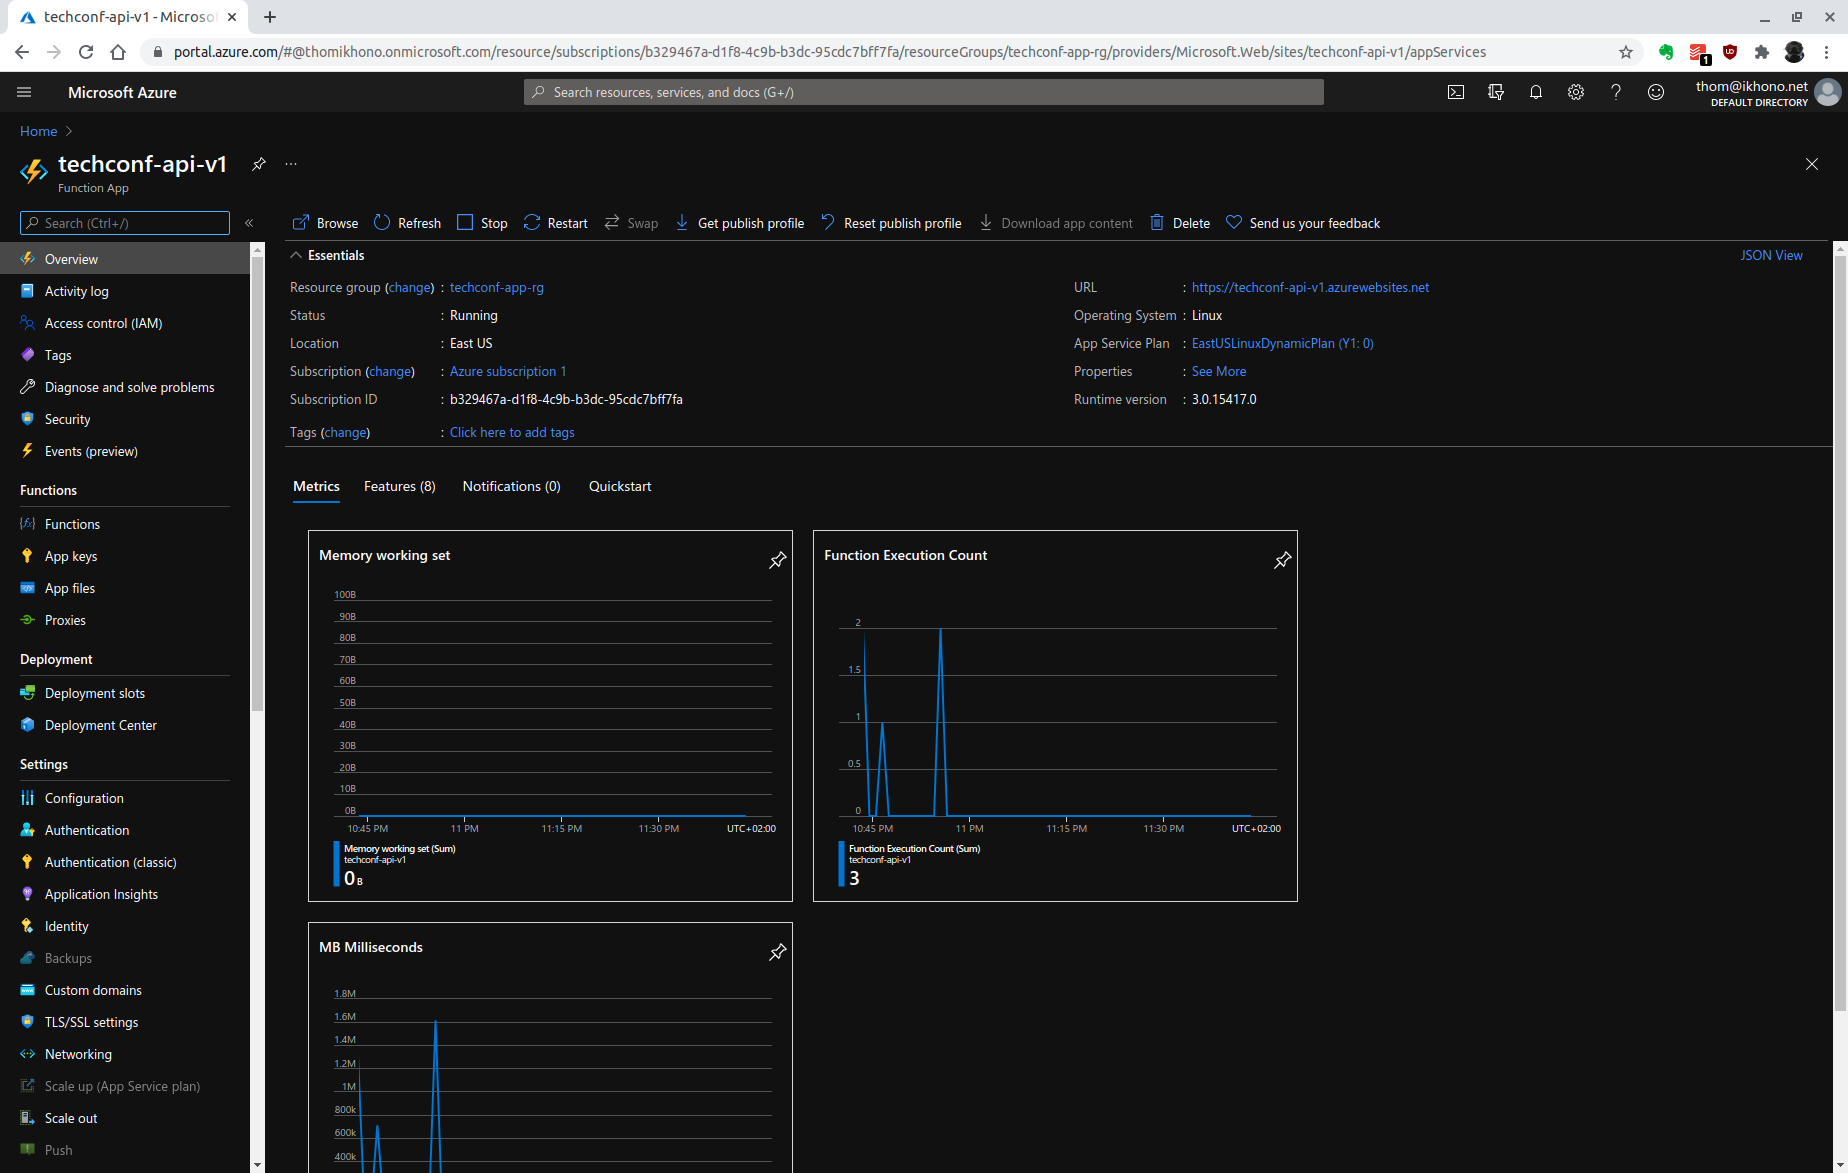 techconf-api-v1 - Microso
portal.azure.com/#@thomikhono.onmicrosoft.com/resource/subscriptions/b329467a-d1f8-4c9b-b3dc-95cdc7bff7fa/resourceGroups/techconf-app-rg/providers/Microsoft.Web/sites/techconf-api-v1/appServices
1
Microsoft Azure
Search resources, services, and docs (G+/)
thom@ikhono.net
DEFAULT DIRECTORY
Home
techconf-api-v1
Function App
Search (Ctrl+/)
Browse Refresh Stop Restart Swap Get publish profile Reset publish profile Download app content Delete Send us your feedback
Overview
Activity log
Access control (IAM)
Tags
Diagnose and solve problems
Security
Events (preview)
Functions
Functions
App keys
App files
Proxies
Deployment
Deployment slots
Deployment Center
Settings
Configuration
Authentication
Authentication (classic)
Application Insights
Identity
Backups
Custom domains
TLS/SSL settings
Networking
Scale up (App Service plan)
Scale out
Push
Essentials
JSON View
Resource group (change) : techconf-app-rg
Status : Running
Location : East US
Subscription (change) : Azure subscription 1
Subscription ID : b329467a-d1f8-4c9b-b3dc-95cdc7bff7fa
Tags (change) : Click here to add tags
URL : https://techconf-api-v1.azurewebsites.net
Operating System : Linux
App Service Plan : EastUSLinuxDynamicPlan (Y1: 0)
Properties : See More
Runtime version : 3.0.15417.0
Metrics Features (8) Notifications (0) Quickstart
Memory working set
100B
90B
80B
70B
60B
50B
40B
30B
20B
10B
0B
10:45 PM 11 PM 11:15 PM 11:30 PM UTC+02:00
Memory working set (Sum)
techconf-api-v1
0 B
Function Execution Count
2
1.5
1
0.5
0
10:45 PM 11 PM 11:15 PM 11:30 PM UTC+02:00
Function Execution Count (Sum)
techconf-api-v1
3
MB Milliseconds
1.8M
1.6M
1.4M
1.2M
1M
800k
600k
400k